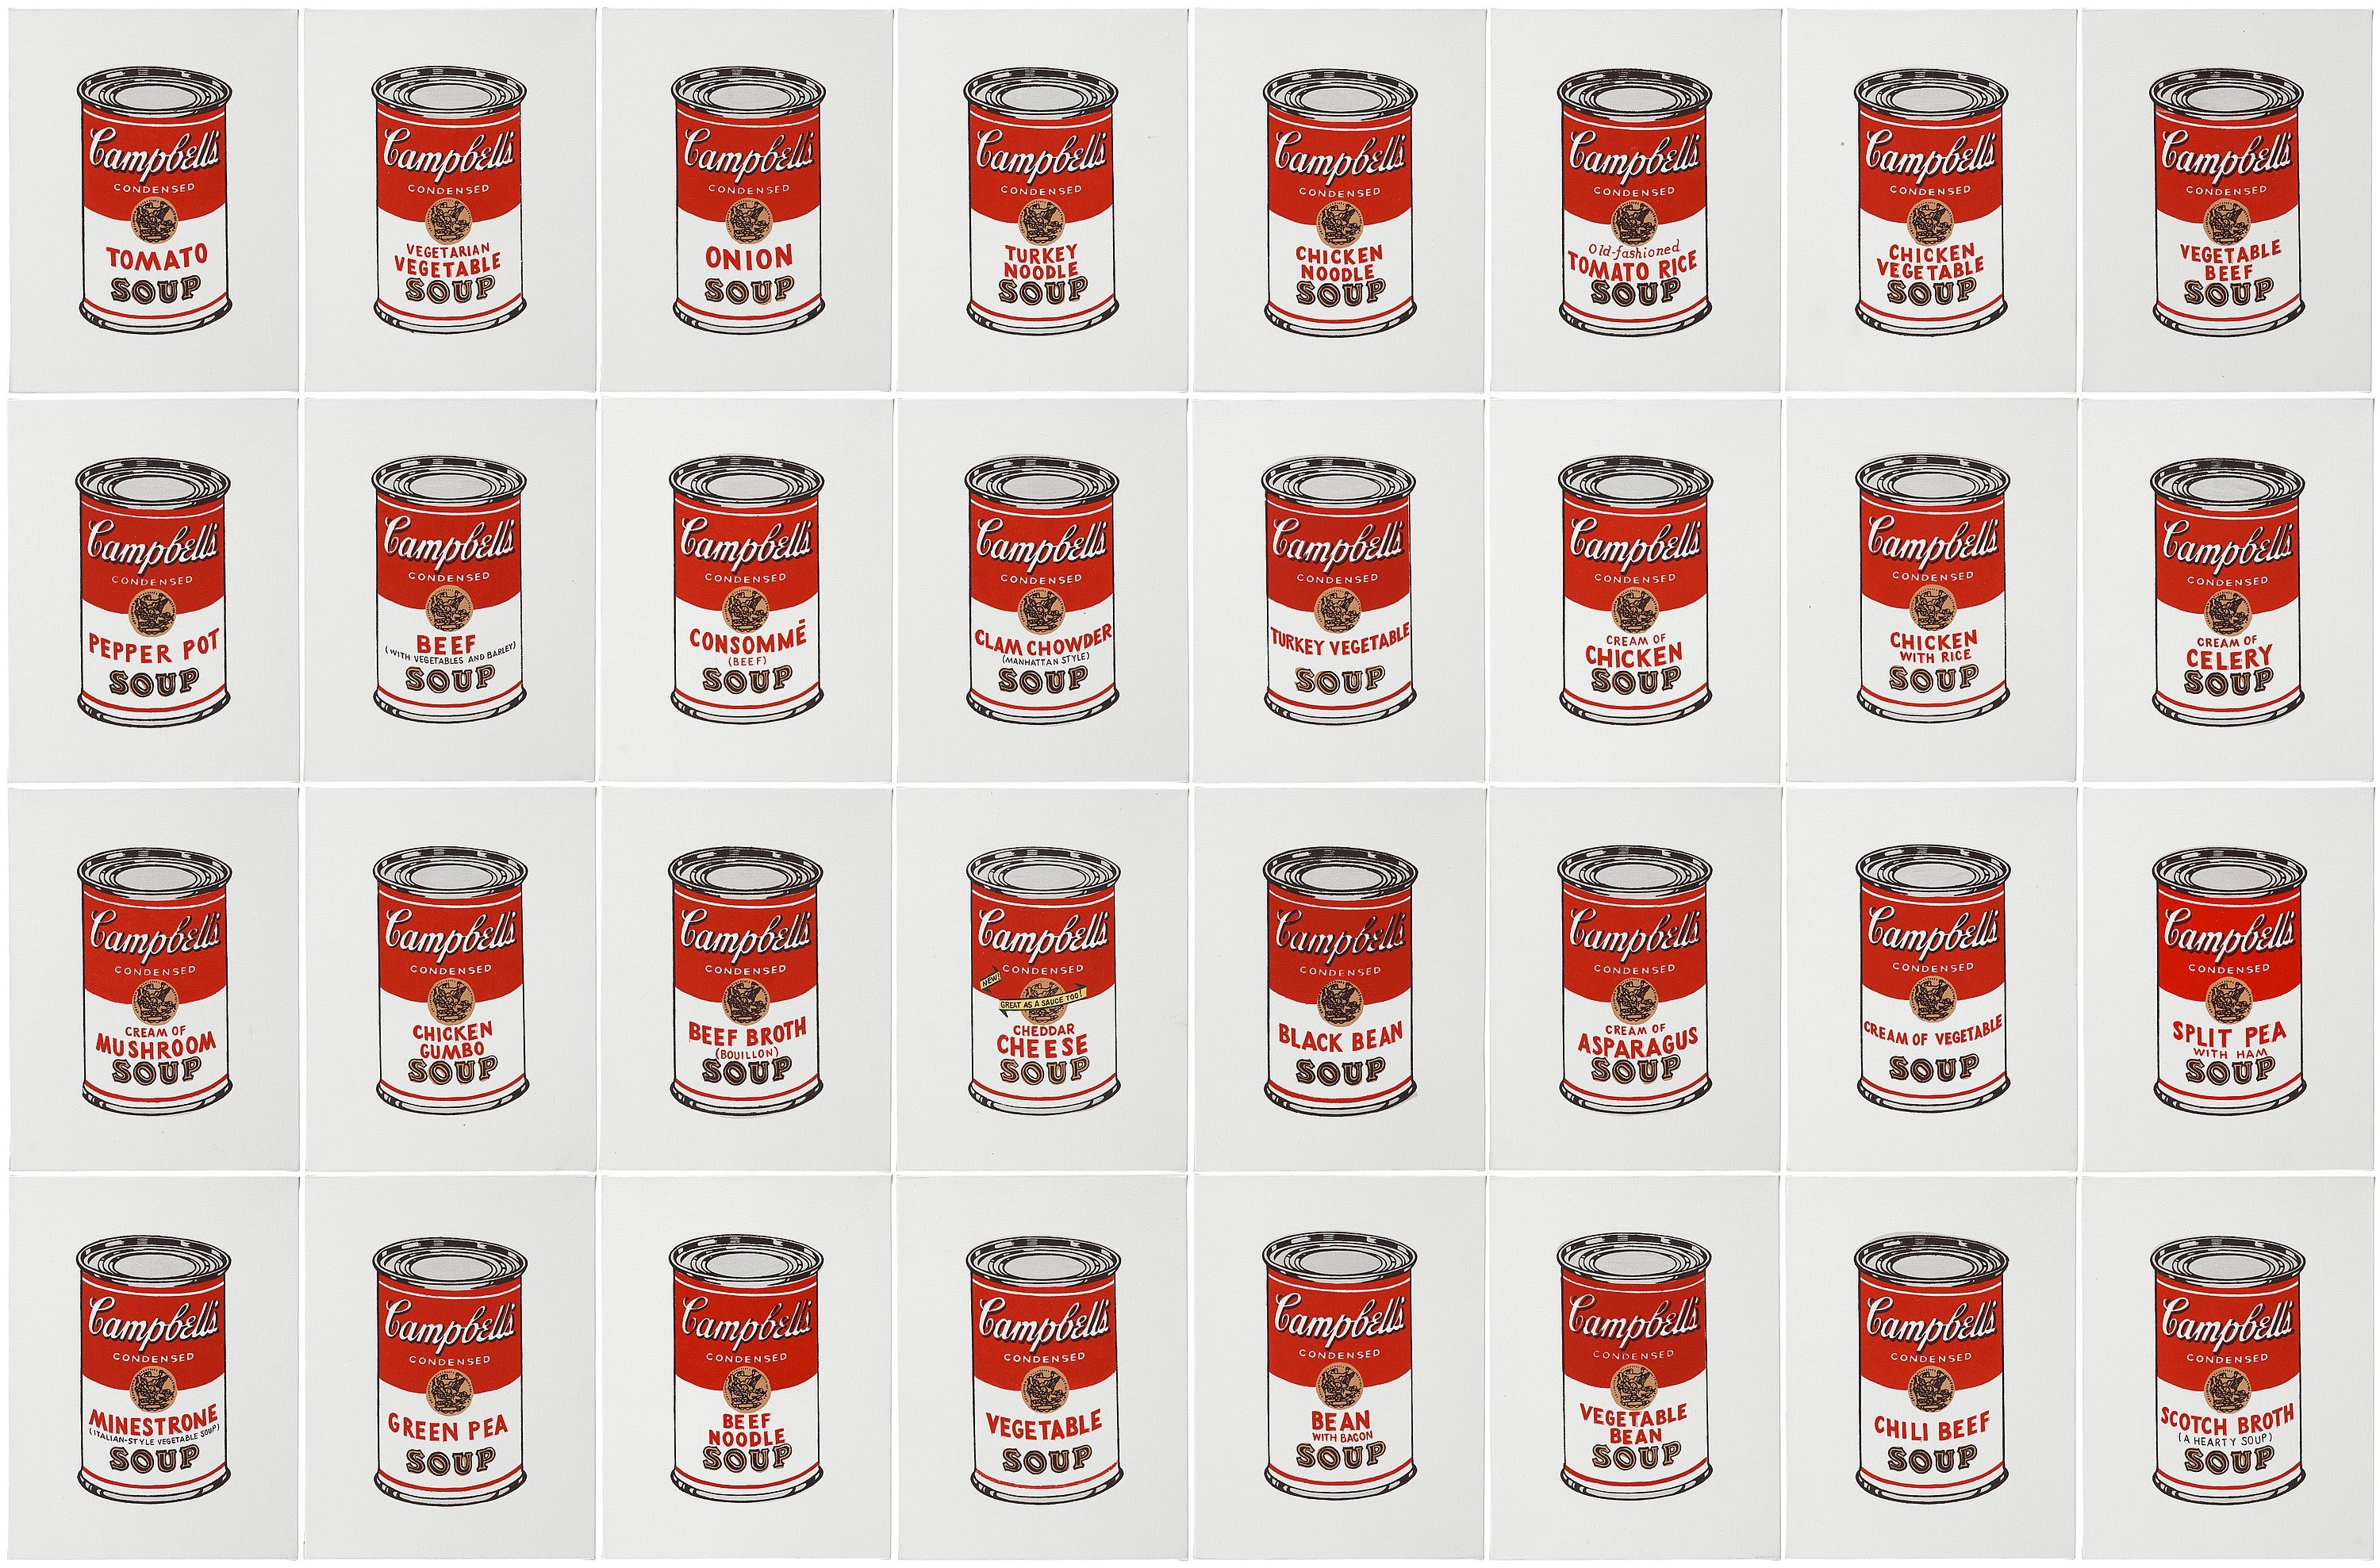 Campbell's
CONDENSED
TOMATO
SOUP
Campbell's
CONDENSED
VEGETARIAN
VEGETABLE
SOUP
Campbell's
CONDENSED
ONION
SOUP
Campbell's
CONDENSED
TURKEY
NOODLE
SOUP
Campbell's
CONDENSED
CHICKEN
NOODLE
SOUP
Campbell's
CONDENSED
Old-fashioned
TOMATO RICE
SOUP
Campbell's
CONDENSED
CHICKEN
VEGETABLE
SOUP
Campbell's
CONDENSED
VEGETABLE
BEEF
SOUP
Campbell's
CONDENSED
PEPPER POT
SOUP
Campbell's
CONDENSED
BEEF
(WITH VEGETABLES AND BARLEY)
SOUP
Campbell's
CONDENSED
CONSOMMÉ
(BEEF)
SOUP
Campbell's
CONDENSED
CLAM CHOWDER
(MANHATTAN STYLE)
SOUP
Campbell's
CONDENSED
TURKEY VEGETABLE
SOUP
Campbell's
CONDENSED
CREAM OF
CHICKEN
SOUP
Campbell's
CONDENSED
CHICKEN
WITH RICE
SOUP
Campbell's
CONDENSED
CREAM OF
CELERY
SOUP
Campbell's
CONDENSED
CREAM OF
MUSHROOM
SOUP
Campbell's
CONDENSED
CHICKEN
GUMBO
SOUP
Campbell's
CONDENSED
BEEF BROTH
(BOUILLON)
SOUP
Campbell's
CONDENSED
NEW!
GREAT AS A SAUCE TOO!
CHEDDAR
CHEESE
SOUP
Campbell's
CONDENSED
BLACK BEAN
SOUP
Campbell's
CONDENSED
CREAM OF
ASPARAGUS
SOUP
Campbell's
CONDENSED
CREAM OF VEGETABLE
SOUP
Campbell's
CONDENSED
SPLIT PEA
WITH HAM
SOUP
Campbell's
CONDENSED
MINESTRONE
(ITALIAN-STYLE VEGETABLE SOUP)
SOUP
Campbell's
CONDENSED
GREEN PEA
SOUP
Campbell's
CONDENSED
BEEF
NOODLE
SOUP
Campbell's
CONDENSED
VEGETABLE
SOUP
Campbell's
CONDENSED
BEAN
WITH BACON
SOUP
Campbell's
CONDENSED
VEGETABLE
BEAN
SOUP
Campbell's
CONDENSED
CHILI BEEF
SOUP
Campbell's
CONDENSED
SCOTCH BROTH
(A HEARTY SOUP)
SOUP